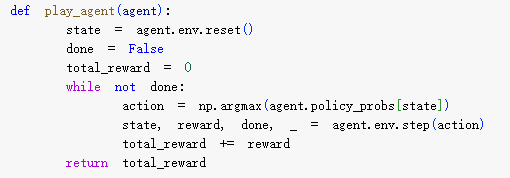 def play_agent(agent):
    state = agent.env.reset()
    done = False
    total_reward = 0
    while not done:
        action = np.argmax(agent.policy_probs[state])
        state, reward, done, _ = agent.env.step(action)
        total_reward += reward
    return total_reward